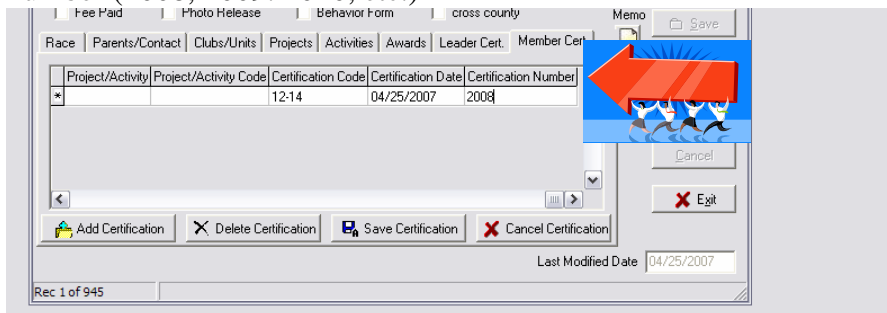 Fee Paid Photo Release Behavior Form cross county Memo
Save
Race Parents/Contact Clubs/Units Projects Activities Awards Leader Cert. Member Cert
Project/Activity Project/Activity Code Certification Code Certification Date Certification Number
* 12-14 04/25/2007 2008
Cancel
Exit
Add Certification Delete Certification Save Certification Cancel Certification
Last Modified Date 04/25/2007
Rec 1 of 945